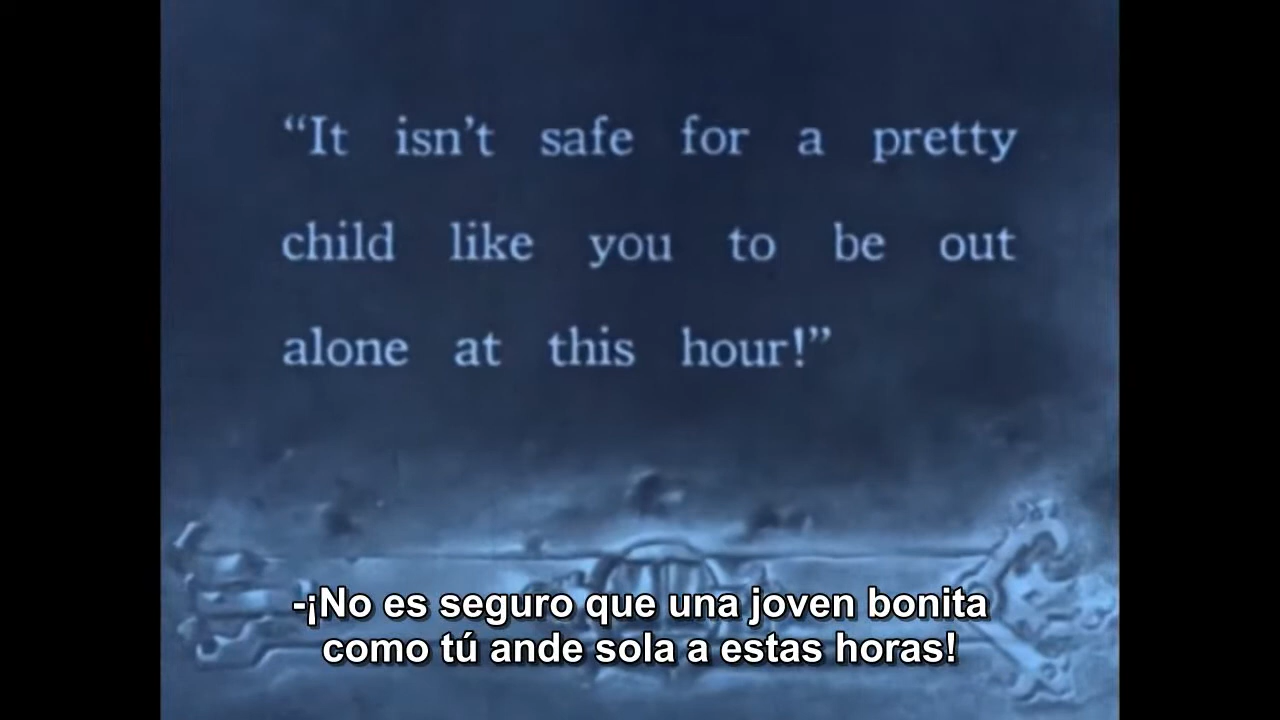 “It isn’t safe for a pretty
child like you to be out
alone at this hour!”
-¡No es seguro que una joven bonita
como tú ande sola a estas horas!